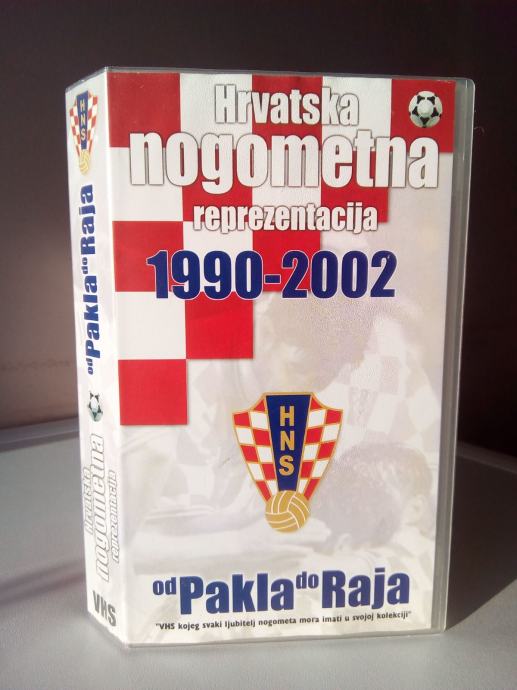 Hrvatska
nogometna
reprezentacija
1990-2002
HNS
od Pakla do Raja
"VHS kojeg svaki ljubitelj nogometa mora imati u svojoj kolekciji"
HNS
od Pakla do Raja
Hrvatska
nogometna
reprezentacija
VHS